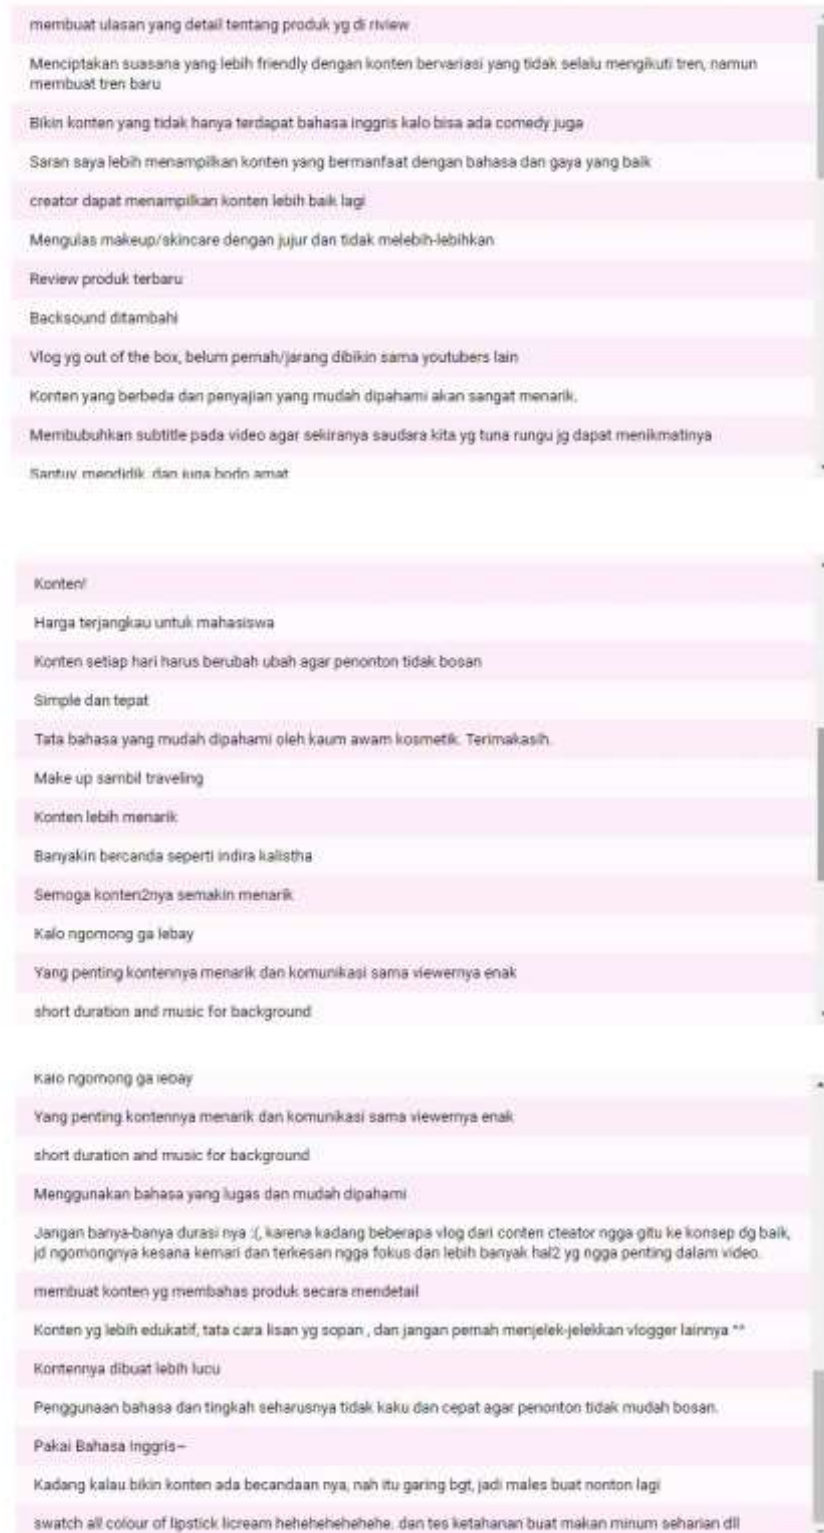 membuat ulasan yang detail tentang produk yg di riview
Menciptakan suasana yang lebih friendly dengan konten bervariasi yang tidak selalu mengikuti tren, namun
membuat tren baru
Bikin konten yang tidak hanya terdapat bahasa inggris kalo bisa ada comedy juga
Saran saya lebih menampilkan konten yang bermanfaat dengan bahasa dan gaya yang baik
creator dapat menampilkan konten lebih baik lagi
Mengulas makeup/skincare dengan jujur dan tidak melebih-lebihkan
Review produk terbaru
Backsound ditambahi
Vlog yg out of the box, belum pernah/jarang dibikin sama youtubers lain
Konten yang berbeda dan penyajian yang mudah dipahami akan sangat menarik.
Membubuhkan subtitle pada video agar sekiranya saudara kita yg tuna rungu jg dapat menikmatinya
Santuy, mendidik, dan juga bodo amat
Konten!
Harga terjangkau untuk mahasiswa
Konten setiap hari harus berubah ubah agar penonton tidak bosan
Simple dan tepat
Tata bahasa yang mudah dipahami oleh kaum awam kosmetik. Terimakasih.
Make up sambil traveling
Konten lebih menarik
Banyakin bercanda seperti indira kalistha
Semoga konten2nya semakin menarik
Kalo ngomong ga lebay
Yang penting kontennya menarik dan komunikasi sama viewernya enak
short duration and music for background
Kalo ngomong ga lebay
Yang penting kontennya menarik dan komunikasi sama viewernya enak
short duration and music for background
Menggunakan bahasa yang lugas dan mudah dipahami
Jangan banya-banya durasi nya :(, karena kadang beberapa vlog dari conten cteator ngga gitu ke konsep dg baik,
jd ngomongnya kesana kemari dan terkesan ngga fokus dan lebih banyak hal2 yg ngga penting dalam video.
membuat konten yg membahas produk secara mendetail
Konten yg lebih edukatif, tata cara lisan yg sopan , dan jangan pernah menjelek-jelekkan vlogger lainnya ^^
Kontennya dibuat lebih lucu
Penggunaan bahasa dan tingkah seharusnya tidak kaku dan cepat agar penonton tidak mudah bosan.
Pakai Bahasa Inggris~
Kadang kalau bikin konten ada becandaan nya, nah itu garing bgt, jadi males buat nonton lagi
swatch all colour of lipstick licream hehehehehehehe. dan tes ketahanan buat makan minum seharian dll